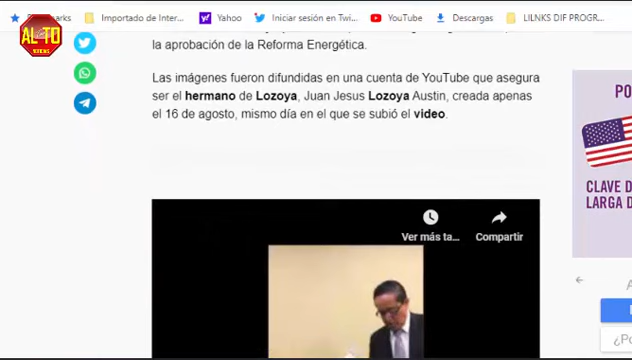 Bookmarks
Importado de Inter...
Yahoo
Iniciar sesión en Twi...
YouTube
Descargas
LILNKS DIF PROGR...
AL TO
la aprobación de la Reforma Energética.
Las imágenes fueron difundidas en una cuenta de YouTube que asegura
ser el hermano de Lozoya, Juan Jesus Lozoya Austin, creada apenas
el 16 de agosto, mismo día en el que se subió el video.
PO
CLAVE D
LARGA D
Ver más ta...
Compartir
A
¿Po